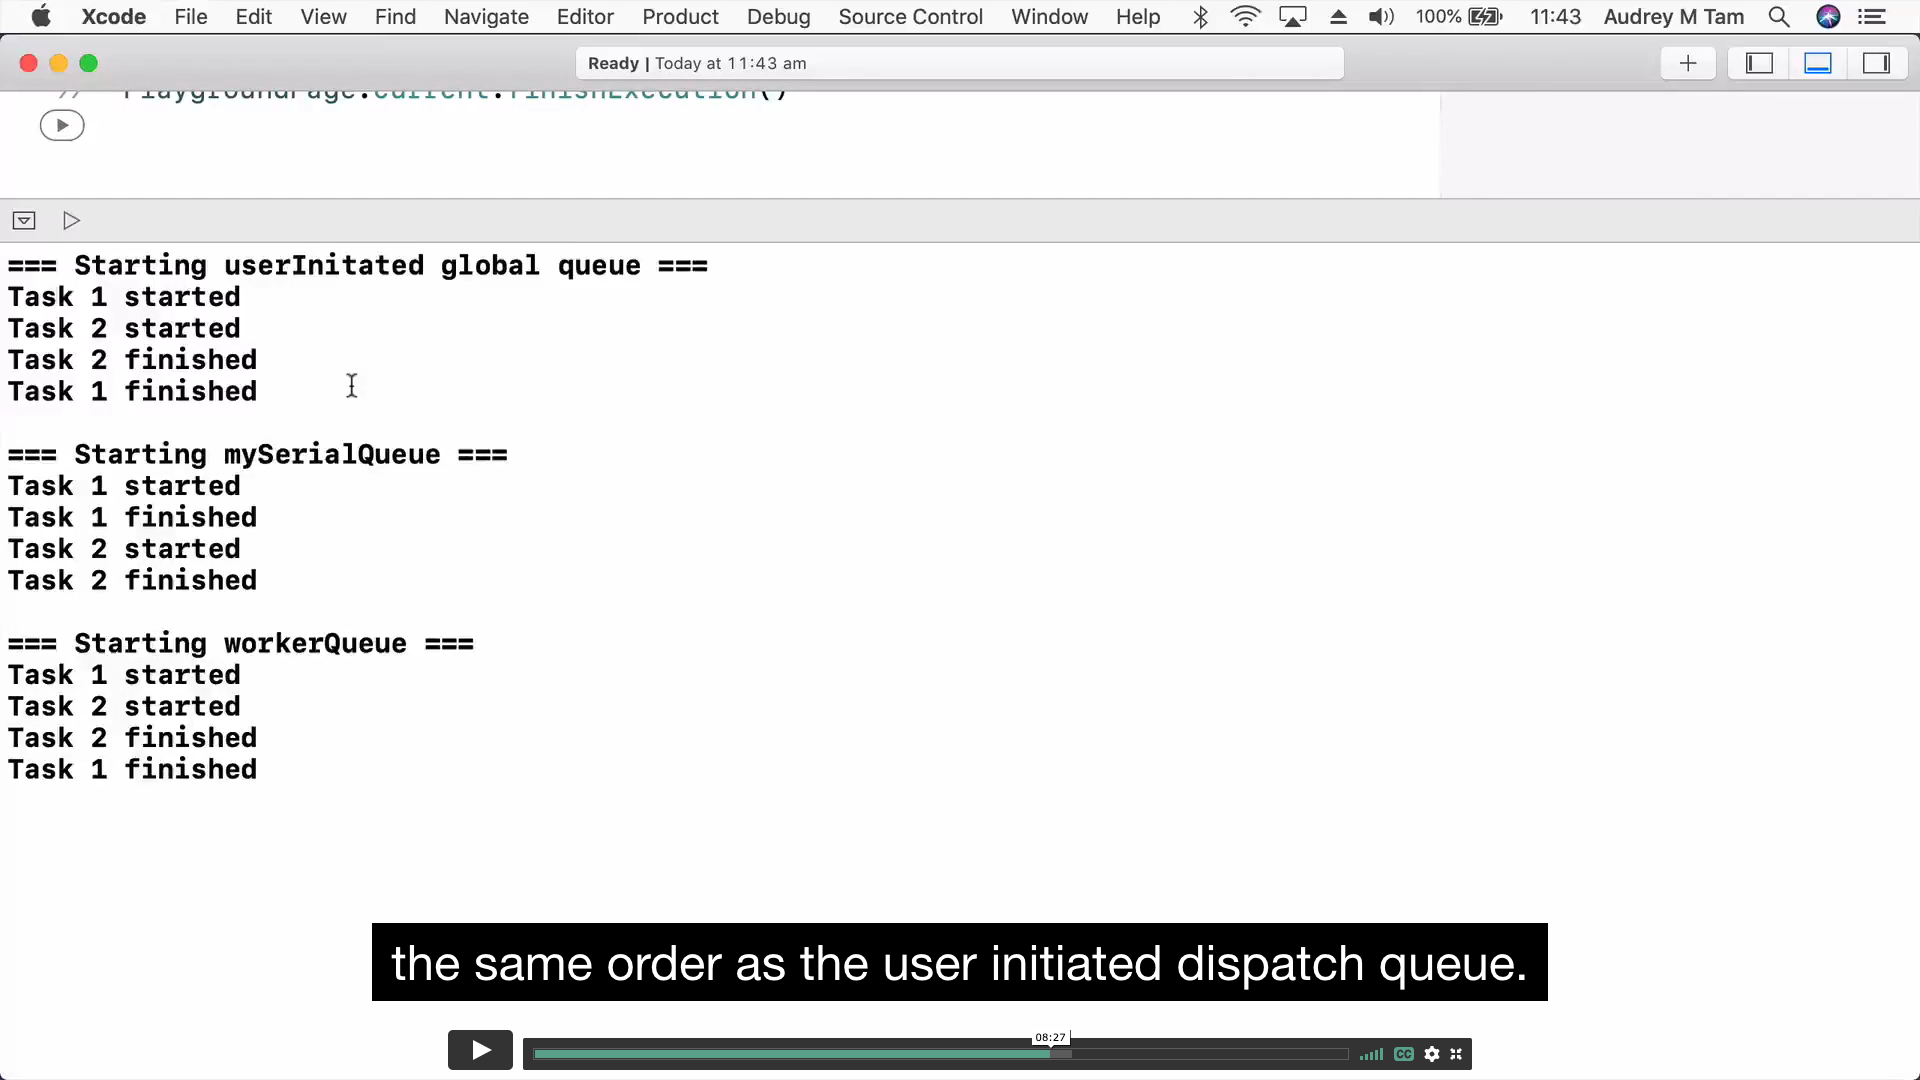 Xcode File Edit View Find Navigate Editor Product Debug Source Control Window Help 100% 11:43 Audrey M Tam
Ready | Today at 11:43 am
// PlaygroundPage.current.finishExecution()
=== Starting userInitated global queue ===
Task 1 started
Task 2 started
Task 2 finished
Task 1 finished
=== Starting mySerialQueue ===
Task 1 started
Task 1 finished
Task 2 started
Task 2 finished
=== Starting workerQueue ===
Task 1 started
Task 2 started
Task 2 finished
Task 1 finished
the same order as the user initiated dispatch queue.
08:27
CC